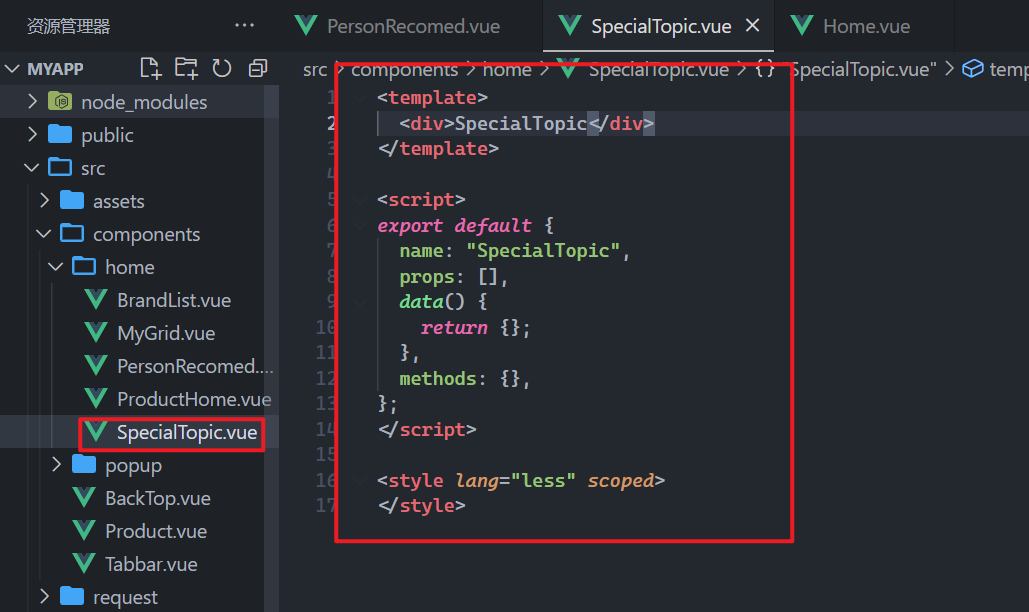 资源管理器 ··· PersonRecomed.vue SpecialTopic.vue Home.vue
MYAPP
src > components > home > SpecialTopic.vue > {} SpecialTopic.vue" >
node_modules
public
src
assets
components
home
BrandList.vue
MyGrid.vue
PersonRecomed....
ProductHome.vue
SpecialTopic.vue
popup
BackTop.vue
Product.vue
Tabbar.vue
request
1 <template>
2 <div>SpecialTopic</div>
3 </template>
4
5 <script>
6 export default {
7 name: "SpecialTopic",
8 props: [],
9 data() {
10 return {};
11 },
12 methods: {},
13 };
14 </script>
15
16 <style lang="less" scoped>
17 </style>